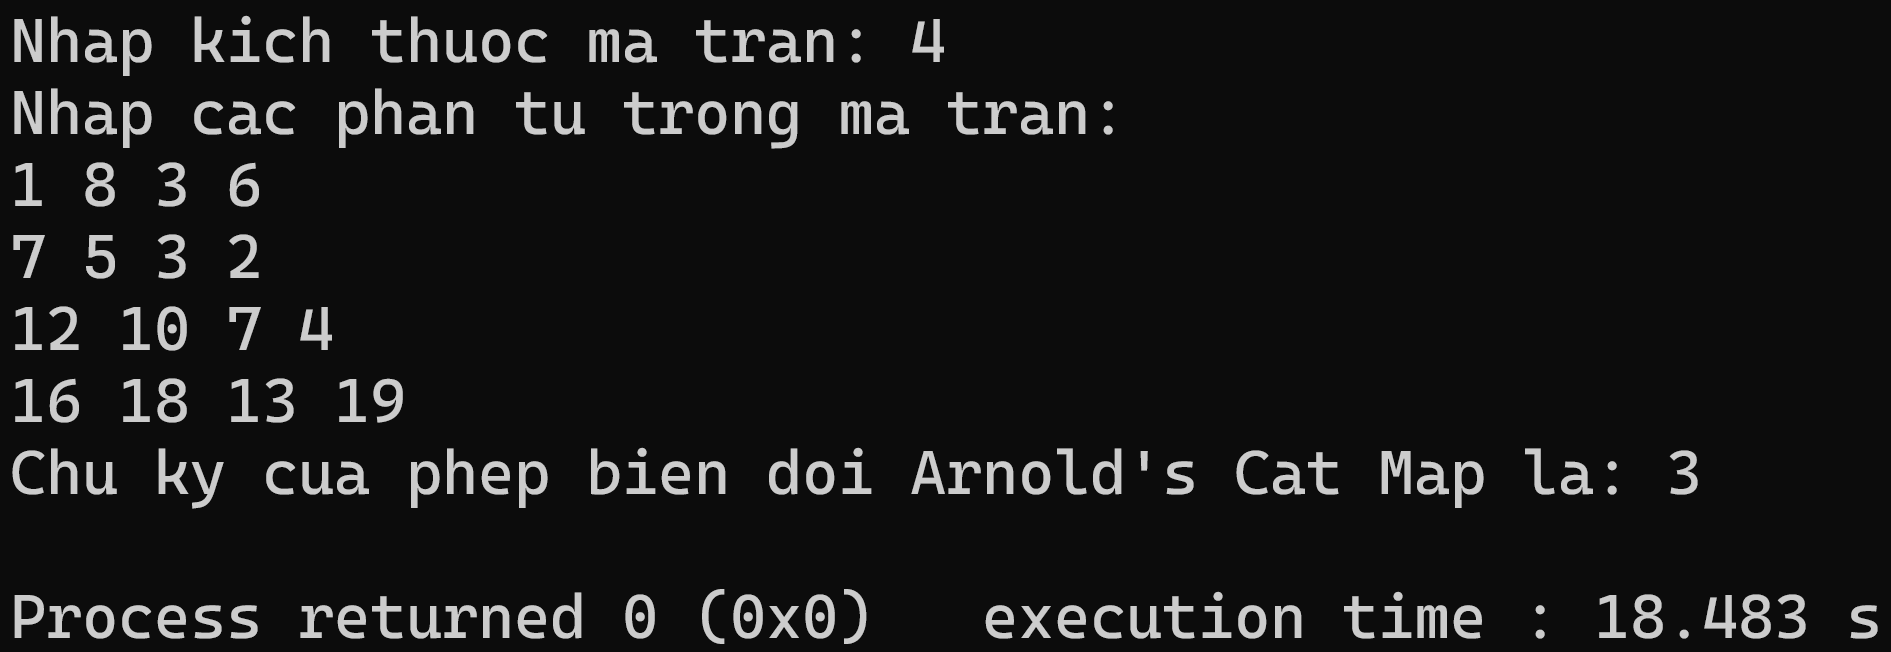 Nhap kich thuoc ma tran: 4
Nhap cac phan tu trong ma tran:
1 8 3 6
7 5 3 2
12 10 7 4
16 18 13 19
Chu ky cua phep bien doi Arnold's Cat Map la: 3
Process returned 0 (0x0)   execution time : 18.483 s